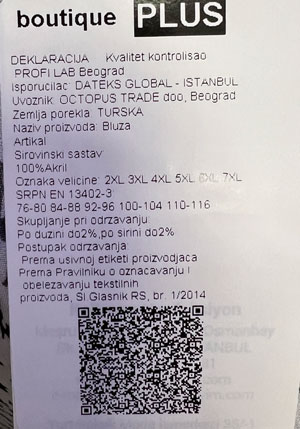 boutique PLUS
DEKLARACIJA Kvalitet kontrolisao
PROFI LAB Beograd
Isporucilac: DATEKS GLOBAL - ISTANBUL
Uvoznik: OCTOPUS TRADE doo, Beograd
Zemlja porekla: TURSKA
Naziv proizvoda: Bluza
Artikal
Sirovinski sastav
100%Akril
Oznaka velicine: 2XL 3XL 4XL 5XL 6XL 7XL
SRPN EN 13402-3
76-80 84-88 92-96 100-104 110-116
Skupljanje pri odrzavanju:
Po duzini do2%,po sirini do2%
Postupak odrzavanja:
Prema usivnoj etiketi proizvodjaca
Prema Pravilniku o oznacavanju i
obelezavanju tekstilnih
proizvoda, Sl Glasnik RS, br. 1/2014